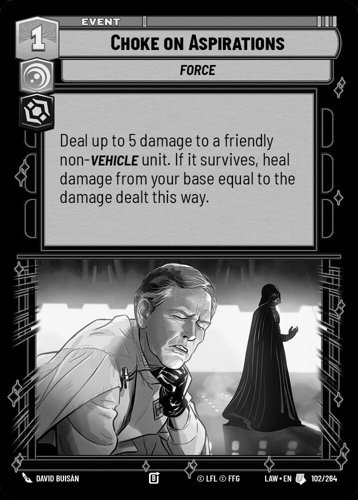 EVENT
1
CHOKE ON ASPIRATIONS
FORCE
Deal up to 5 damage to a friendly
non-VEHICLE unit. If it survives, heal
damage from your base equal to the
damage dealt this way.
DAVID BUISÁN
© LFL © FFG
LAW • EN
102/264